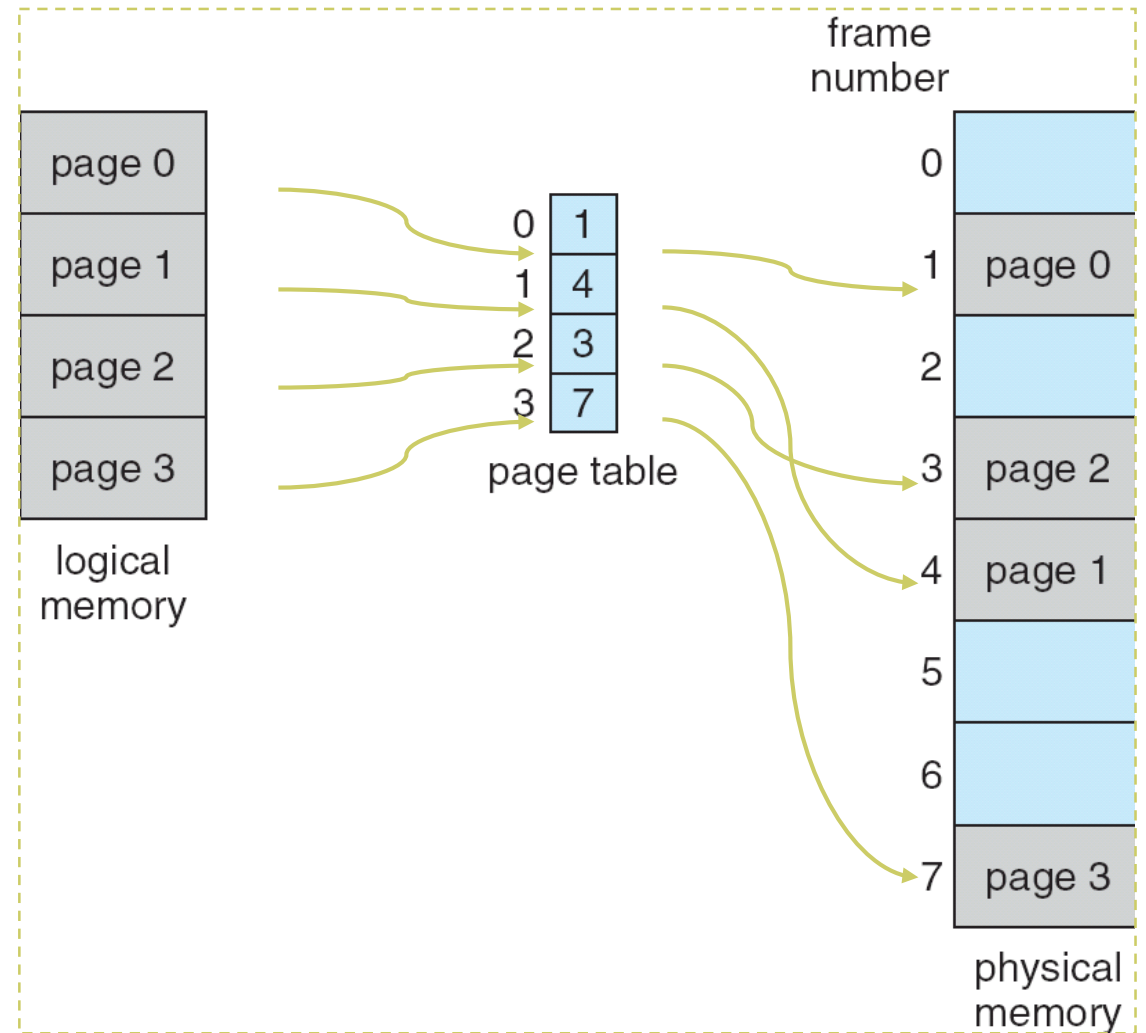 page 0
page 1
page 2
page 3
logical
memory
0 1
1 4
2 3
3 7
page table
frame
number
0
1 page 0
2
3 page 2
4 page 1
5
6
7 page 3
physical
memory